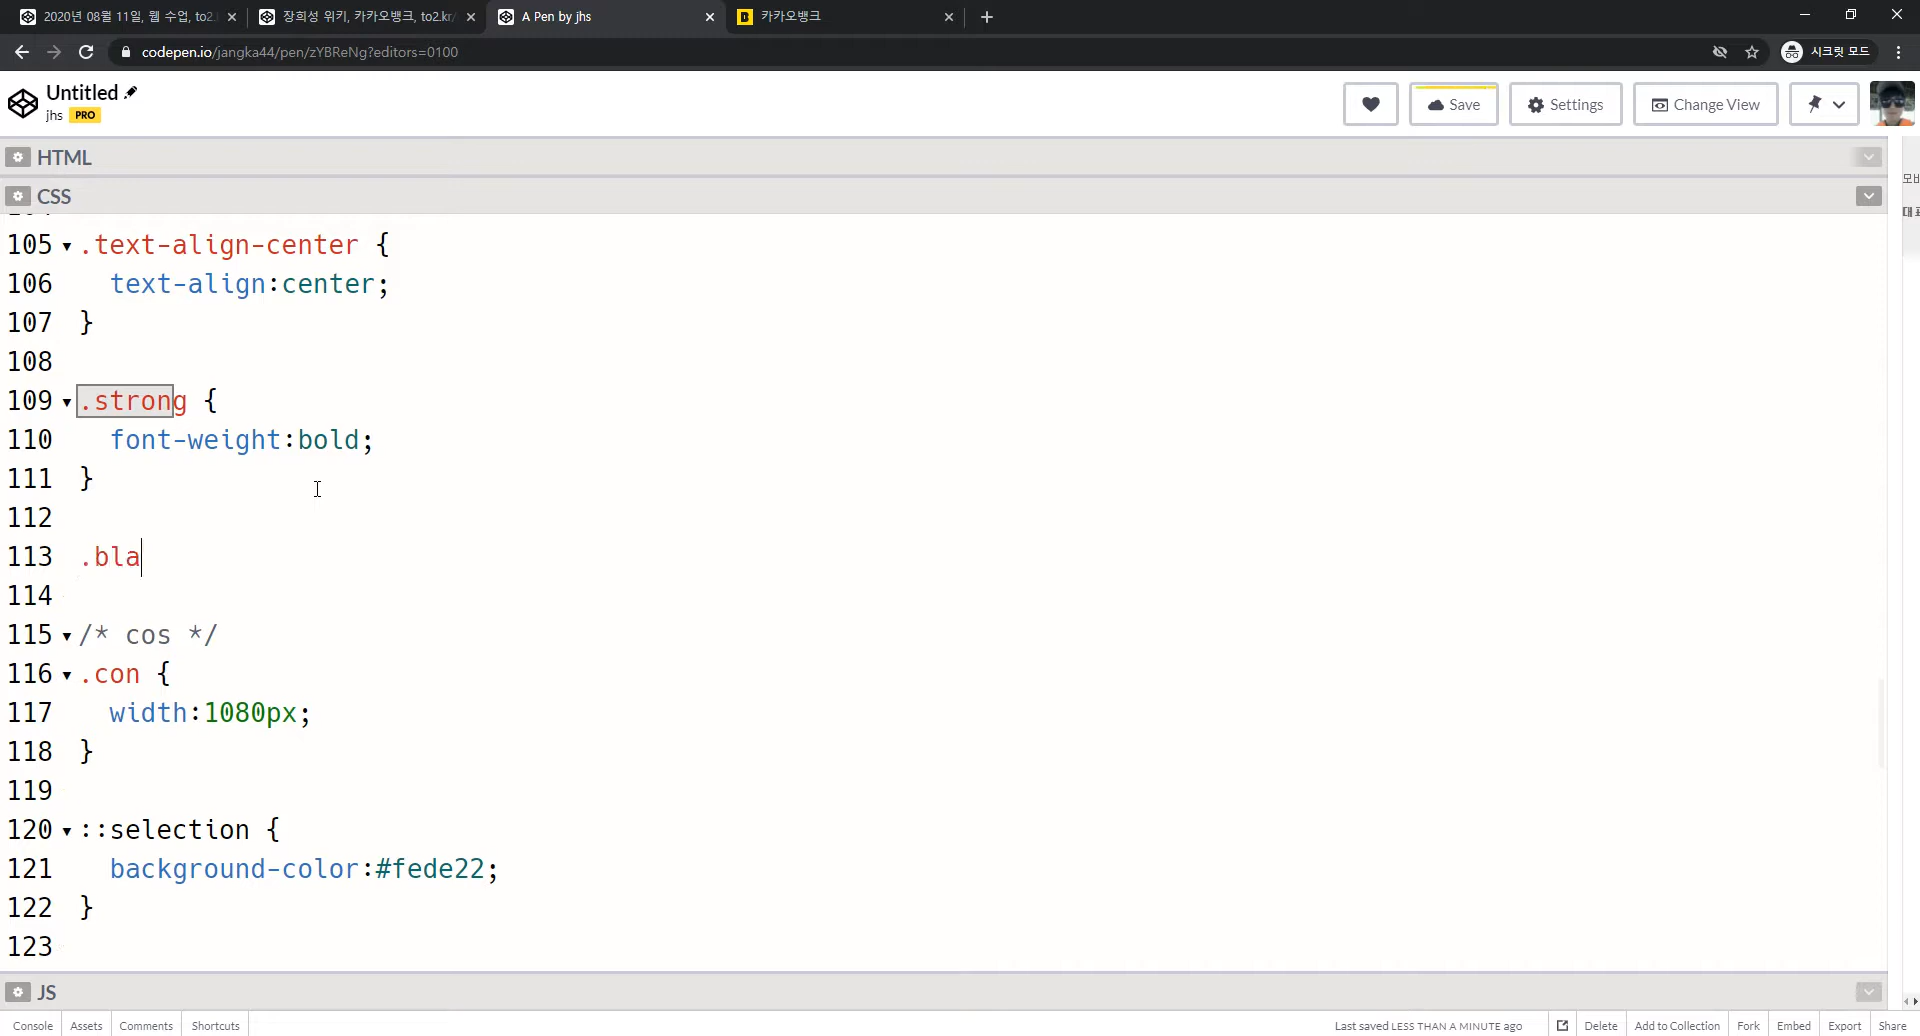 2020년 08월 11일, 웹 수업, to2.
장희성 위키, 카카오뱅크, to2.kr/
A Pen by jhs
카카오뱅크
codepen.io/jangka44/pen/zYBReNg?editors=0100
시크릿 모드
Untitled
jhs PRO
Save
Settings
Change View
HTML
CSS
105 .text-align-center {
106 text-align:center;
107 }
108
109 .strong {
110 font-weight:bold;
111 }
112
113 .bla
114
115 /* cos */
116 .con {
117 width:1080px;
118 }
119
120 ::selection {
121 background-color:#fede22;
122 }
123
JS
Console Assets Comments Shortcuts Last saved LESS THAN A MINUTE ago Delete Add to Collection Fork Embed Export Share